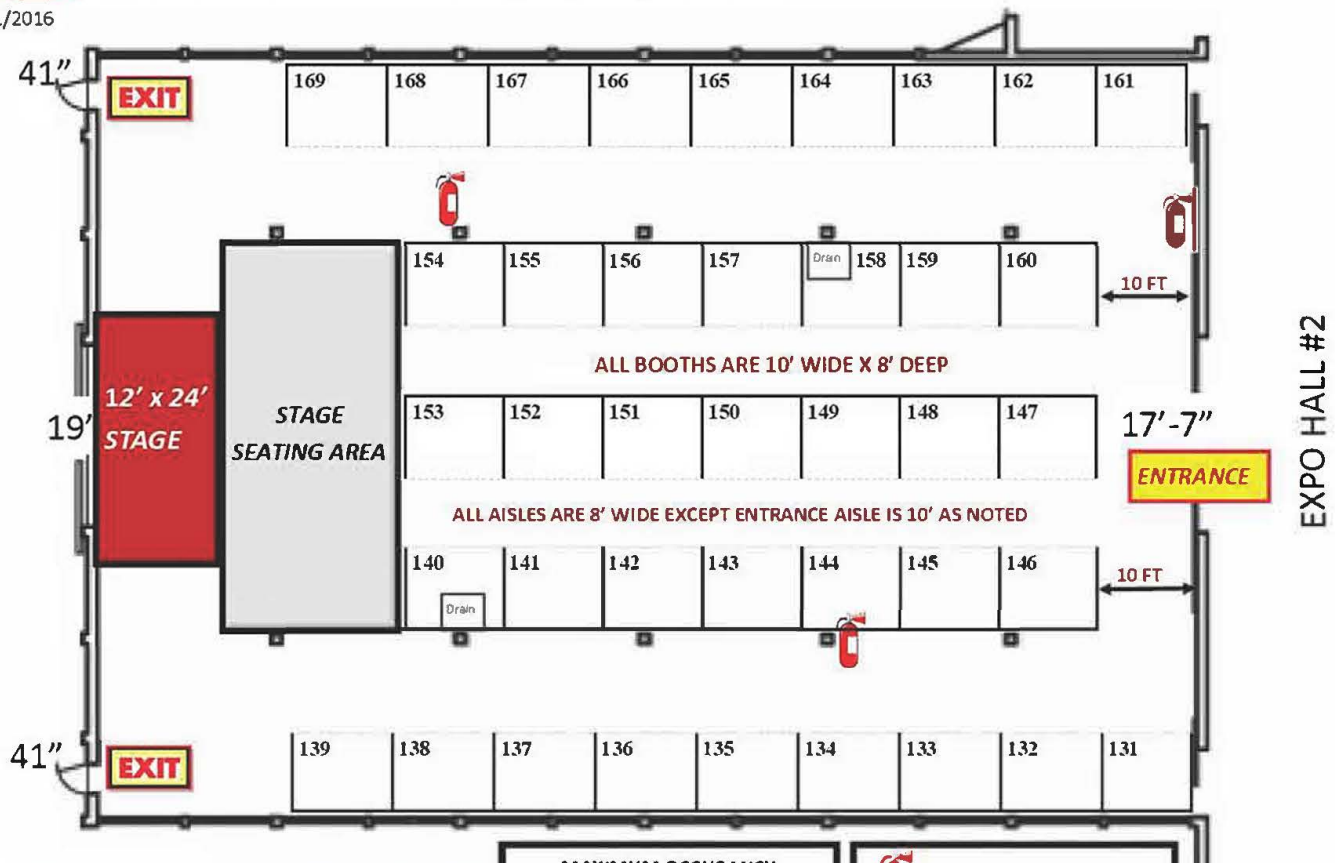 /2016
41"
EXIT
169 168 167 166 165 164 163 162 161
154 155 156 157 Drain 158 159 160
10 FT
ALL BOOTHS ARE 10' WIDE X 8' DEEP
12' x 24'
STAGE
19'
STAGE
SEATING AREA
153 152 151 150 149 148 147
17'-7"
ENTRANCE
EXPO HALL #2
ALL AISLES ARE 8' WIDE EXCEPT ENTRANCE AISLE IS 10' AS NOTED
140 141 142 143 144 145 146
Drain
10 FT
139 138 137 136 135 134 133 132 131
41"
EXIT
MAXIMUM OCCUPANCY